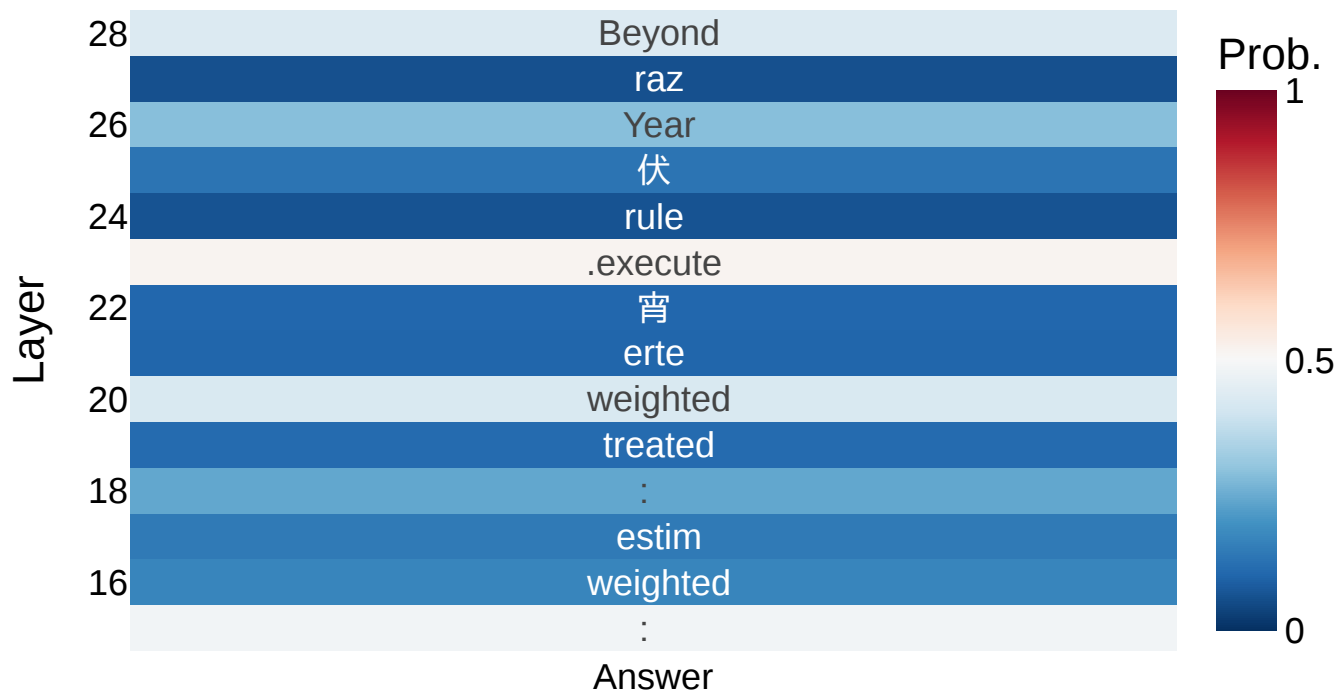 28 Beyond
raz
26 Year
伏
24 rule
.execute
22 宵
erte
20 weighted
treated
18 :
estim
16 weighted
:
Answer
Layer
Prob.
1
0.5
0